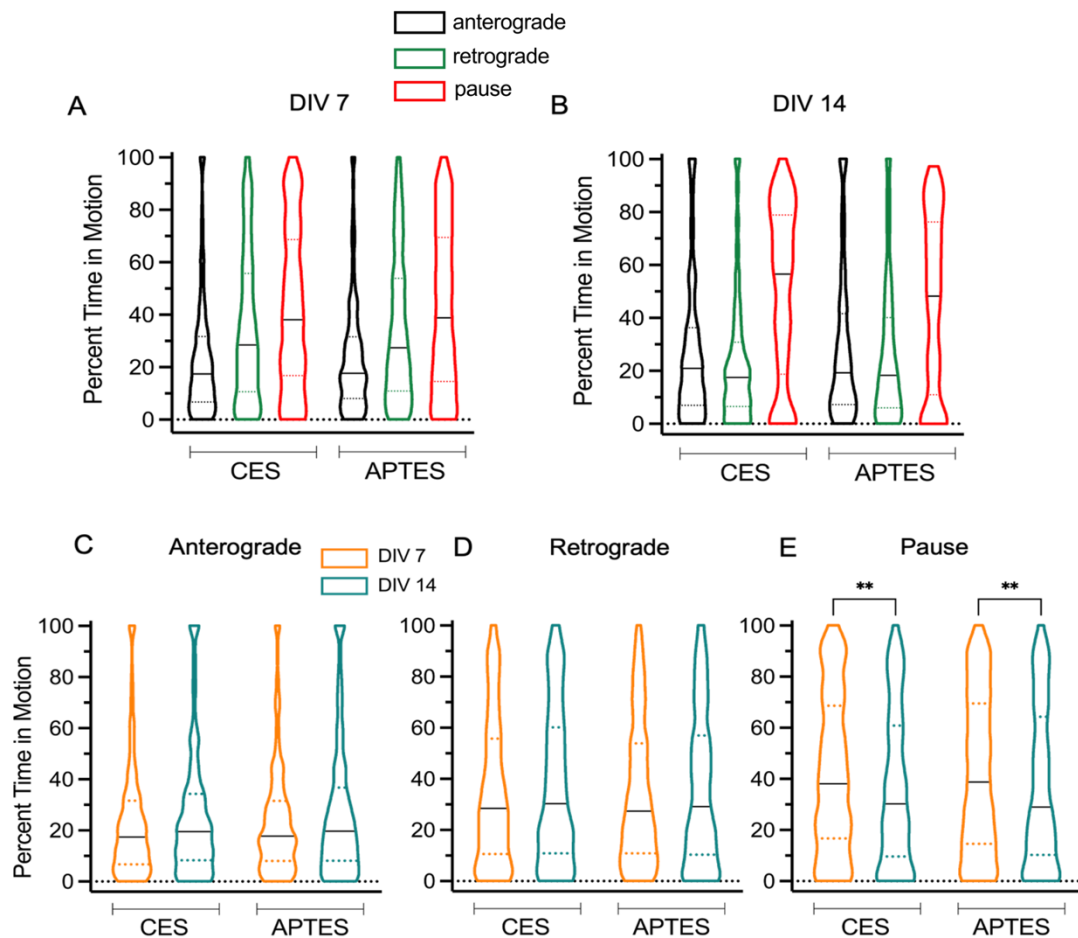 anterograde
retrograde
pause
A DIV 7
B DIV 14
Percent Time in Motion
100
80
60
40
20
0
CES APTES
Percent Time in Motion
100
80
60
40
20
0
CES APTES
C Anterograde
DIV 7
DIV 14
D Retrograde
E Pause
** **
Percent Time in Motion
100
80
60
40
20
0
CES APTES
100
80
60
40
20
0
CES APTES
100
80
60
40
20
0
CES APTES